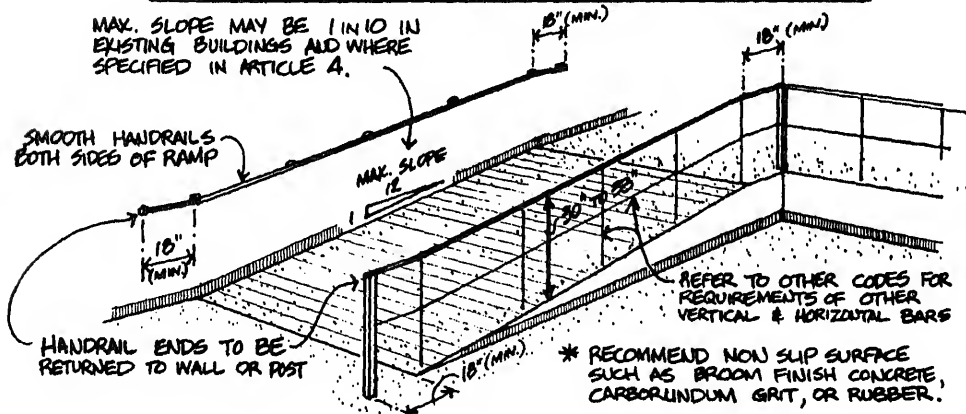 MAX. SLOPE MAY BE 1 IN 10 IN
EXISTING BUILDINGS AND WHERE
SPECIFIED IN ARTICLE 4.
18" (MIN.)
18" (MIN.)
SMOOTH HANDRAILS
BOTH SIDES OF RAMP
MAX. SLOPE
12
1
18"
(MIN.)
30" TO 33"
REFER TO OTHER CODES FOR
REQUIREMENTS OF OTHER
VERTICAL & HORIZONTAL BARS
HANDRAIL ENDS TO BE
RETURNED TO WALL OR POST
18" (MIN.)
* RECOMMEND NON SLIP SURFACE
SUCH AS BROOM FINISH CONCRETE,
CARBORUNDUM GRIT, OR RUBBER.